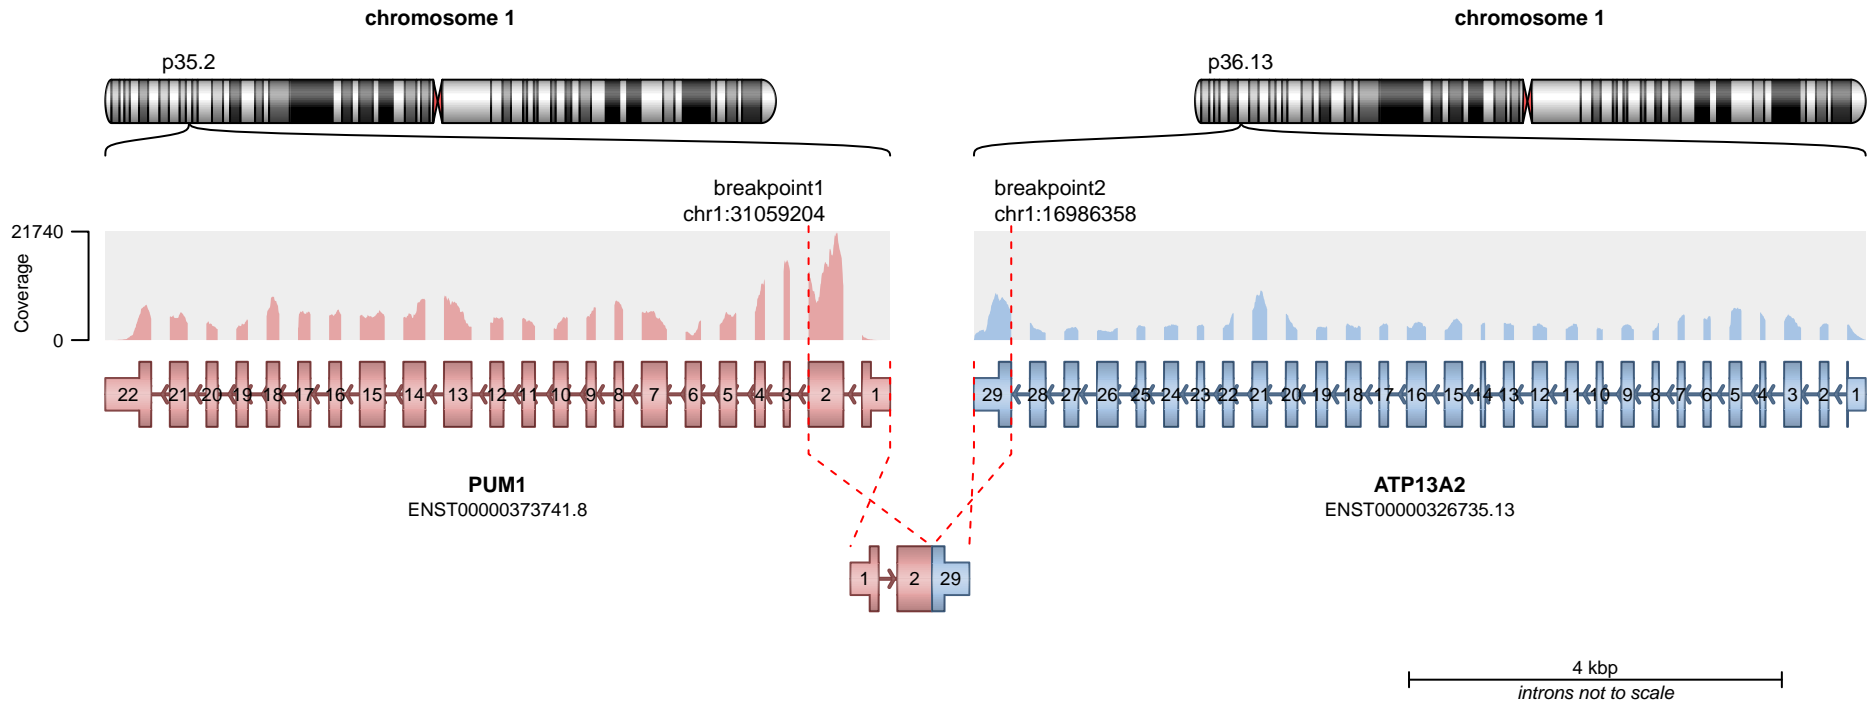 chromosome 1
chromosome 1
p35.2
p36.13
breakpoint1
chr1:31059204
breakpoint2
chr1:16986358
21740
Coverage
0
22 21 20 19 18 17 16 15 14 13 12 11 10 9 8 7 6 5 4 3 2 1
29 28 27 26 25 24 23 22 21 20 19 18 17 16 15 14 13 12 11 10 9 8 7 6 5 4 3 2 1
PUM1
ENST00000373741.8
ATP13A2
ENST00000326735.13
1 2 29
4 kbp
introns not to scale